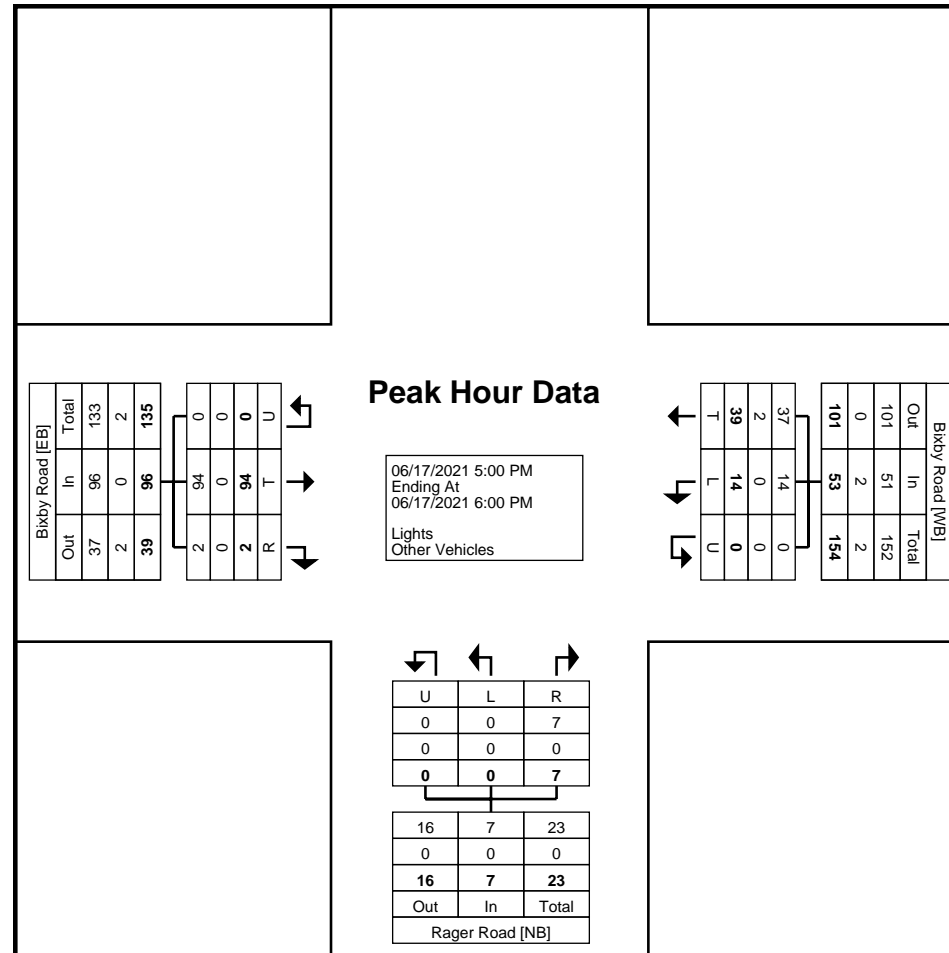 Peak Hour Data
06/17/2021 5:00 PM
Ending At
06/17/2021 6:00 PM
Lights
Other Vehicles
Bixby Road [EB]
Total In Out
133 96 37
2 0 2
135 96 39
0 94 2
0 0 0
0 94 2
U T R
Bixby Road [WB]
Out In Total
101 51 152
0 2 2
101 53 154
37 14 0
2 0 0
39 14 0
T L U
U L R
0 0 7
0 0 0
0 0 7
16 7 23
0 0 0
16 7 23
Out In Total
Rager Road [NB]